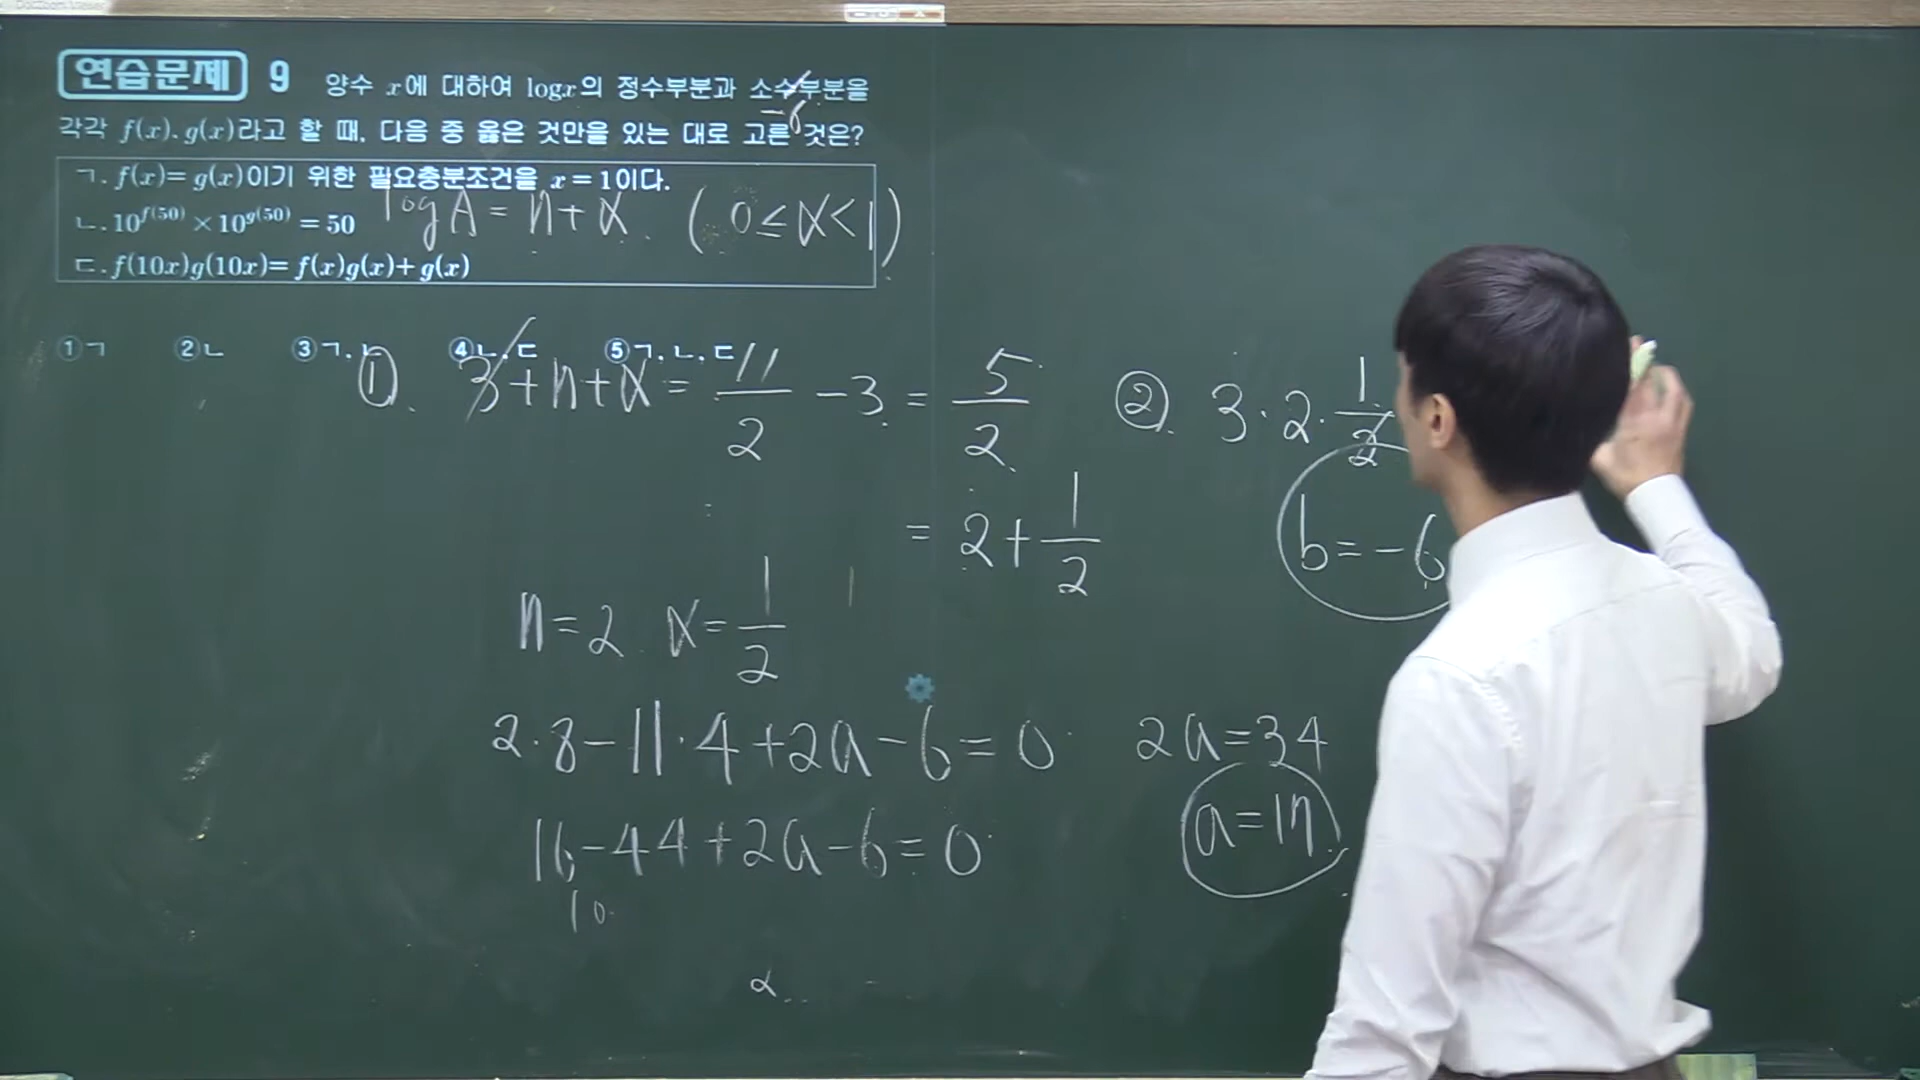 연습문제 9 양수 x에 대하여 logx의 정수부분과 소수부분을
각각 f(x), g(x)라고 할 때, 다음 중 옳은 것만을 있는 대로 고른 것은?
ㄱ. f(x)= g(x)이기 위한 필요충분조건은 x = 1이다.
ㄴ. 10^{f(50)} × 10^{g(50)} = 50
ㄷ. f(10x)g(10x)= f(x)g(x)+ g(x)
log A = n + α (0 ≤ α < 1)
-6
①ㄱ ②ㄴ ③ㄱ, ㄴ ④ㄴ, ㄷ ⑤ㄱ, ㄴ, ㄷ
①. 3+n+α = 11/2 - 3 = 5/2
= 2 + 1/2
n = 2 α = 1/2
② 3·2·1/2
b = -6
2·8-11·4+2a-6=0
2a=34
16-44+2a-6=0
a=17
10
α